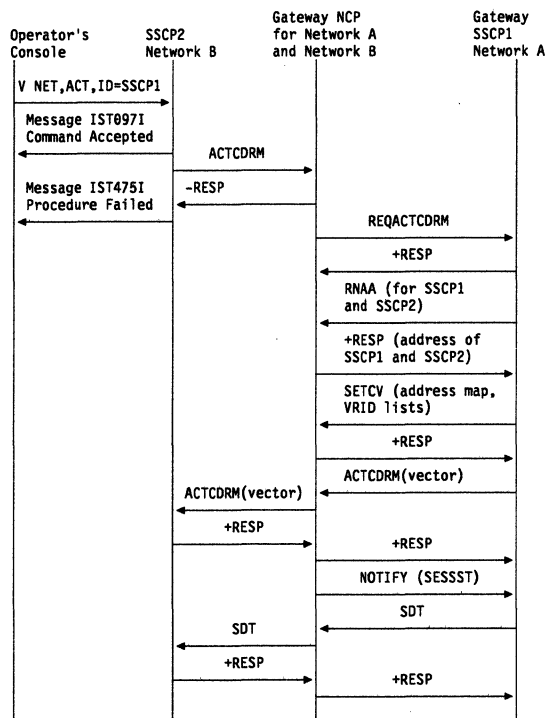 Operator's
Console
SSCP2
Network B
Gateway NCP
for Network A
and Network B
Gateway
SSCP1
Network A
V NET,ACT,ID=SSCP1
Message IST097I
Command Accepted
ACTCDRM
Message IST475I
Procedure Failed
-RESP
REQACTCDRM
+RESP
RNAA (for SSCP1
and SSCP2)
+RESP (address of
SSCP1 and SSCP2)
SETCV (address map,
VRID lists)
+RESP
ACTCDRM(vector)
ACTCDRM(vector)
+RESP
+RESP
NOTIFY (SESSST)
SDT
SDT
+RESP
+RESP